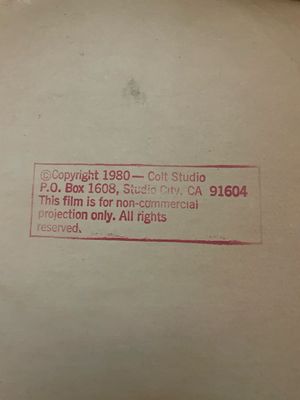 ©Copyright 1980 — Colt Studio
P.O. Box 1608, Studio City, CA 91604
This film is for non-commercial
projection only. All rights
reserved.